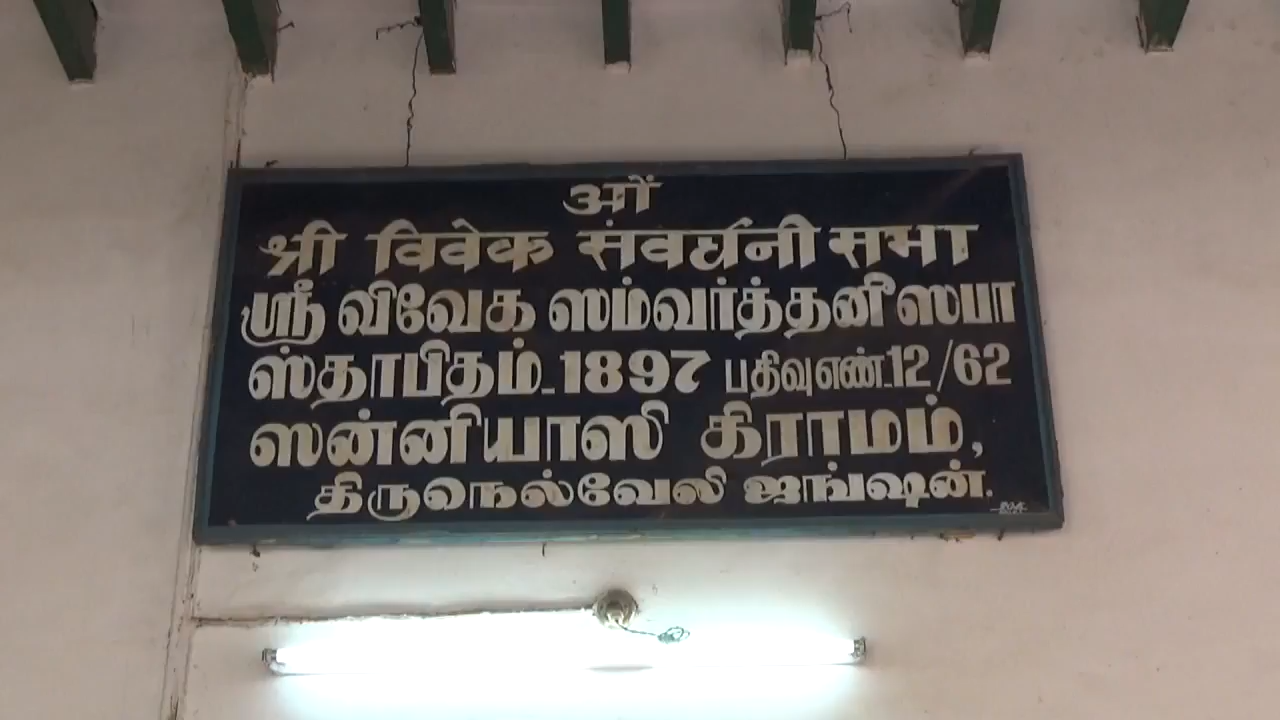 ओं
श्री विवेक संवर्धनी सभा
ஸ்ரீ விவேக ஸம்வர்த்தனீ ஸபா
ஸ்தாபிதம்-1897 பதிவு எண்-12/62
ஸன்னியாஸி கிராமம்,
திருநெல்வேலி ஜங்ஷன்.